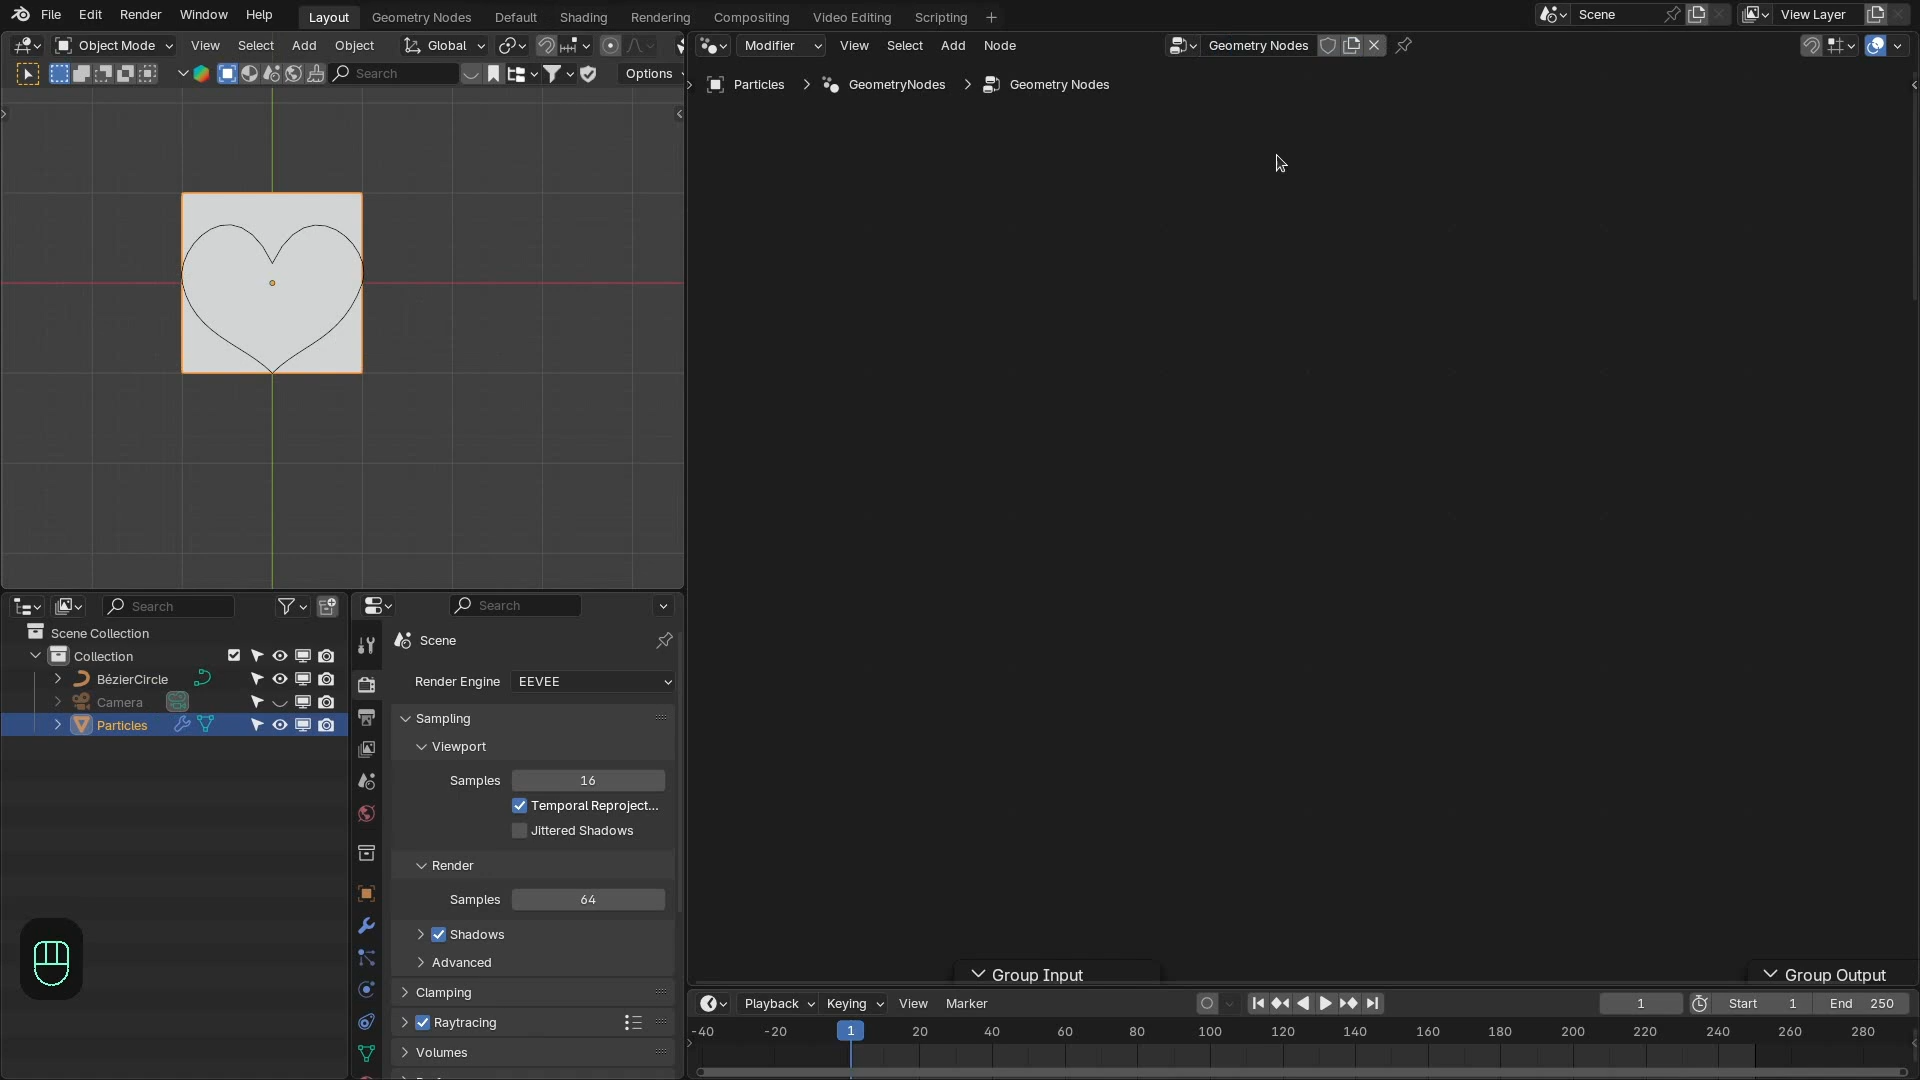 File Edit Render Window Help Layout Geometry Nodes Default Shading Rendering Compositing Video Editing Scripting Scene View Layer
Object Mode View Select Add Object Global Modifier View Select Add Node Geometry Nodes
Search Options
Particles GeometryNodes Geometry Nodes
Search
Scene Collection
Collection
BézierCircle
Camera
Particles
Search
Scene
Render Engine EEVEE
Sampling
Viewport
Samples 16
Temporal Reproject...
Jittered Shadows
Render
Samples 64
Shadows
Advanced
Clamping
Raytracing
Volumes
Group Input Group Output
Playback Keying View Marker 1 Start 1 End 250
-40 -20 1 20 40 60 80 100 120 140 160 180 200 220 240 260 280